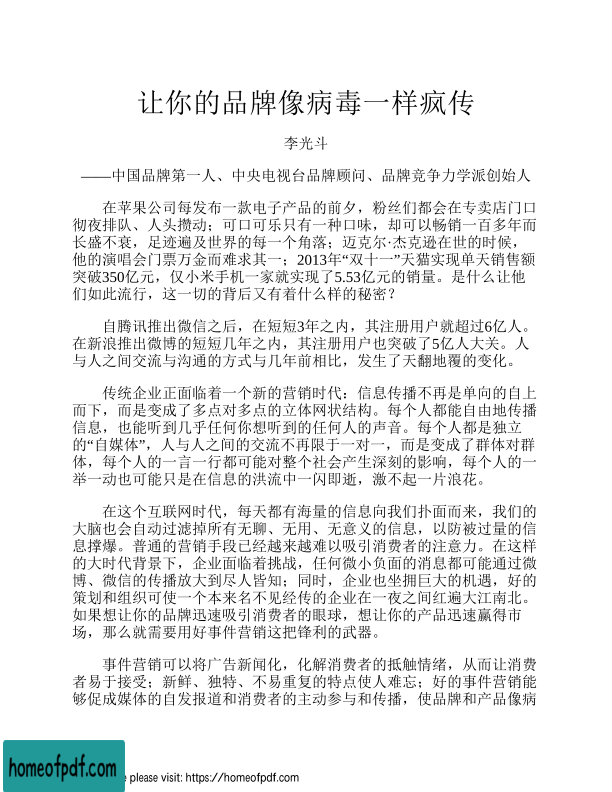 让你的品牌像病毒一样疯传
李光斗
——中国品牌第一人、中央电视台品牌顾问、品牌竞争力学派创始人
在苹果公司每发布一款电子产品的前夕，粉丝们都会在专卖店门口
彻夜排队、人头攒动；可口可乐只有一种口味，却可以畅销一百多年而
长盛不衰，足迹遍及世界的每一个角落；迈克尔·杰克逊在世的时候，
他的演唱会门票万金而难求其一；2013年“双十一”天猫实现单天销售额
突破350亿元，仅小米手机一家就实现了5.53亿元的销量。是什么让他
们如此流行，这一切的背后又有着什么样的秘密？
自腾讯推出微信之后，在短短3年之内，其注册用户就超过6亿人。
在新浪推出微博的短短几年之内，其注册用户也突破了5亿人大关。人
与人之间交流与沟通的方式与几年前相比，发生了天翻地覆的变化。
传统企业正面临着一个新的营销时代：信息传播不再是单向的自上
而下，而是变成了多点对多点的立体网状结构。每个人都能自由地传播
信息，也能听到几乎任何你想听到的任何人的声音。每个人都是独立
的“自媒体”，人与人之间的交流不再限于一对一，而是变成了群体对群
体，每个人的一言一行都可能对整个社会产生深刻的影响，每个人的一
举一动也可能只是在信息的洪流中一闪即逝，激不起一片浪花。
在这个互联网时代，每天都有海量的信息向我们扑面而来，我们的
大脑也会自动过滤掉所有无聊、无用、无意义的信息，以防被过量的信
息撑爆。普通的营销手段已经越来越难以吸引消费者的注意力。在这样
的大时代背景下，企业面临着挑战，任何微小负面的消息都可能通过微
博、微信的传播放大到尽人皆知；同时，企业也坐拥巨大的机遇，好的
策划和组织可使一个本来名不见经传的企业在一夜之间红遍大江南北。
如果想让你的品牌迅速吸引消费者的眼球，想让你的产品迅速赢得市
场，那么就需要用好事件营销这把锋利的武器。
事件营销可以将广告新闻化，化解消费者的抵触情绪，从而让消费
者易于接受；新鲜、独特、不易重复的特点使人难忘；好的事件营销能
够促成媒体的自发报道和消费者的主动参与和传播，使品牌和产品像病
homeofpdf.com
please visit: https://homeofpdf.com